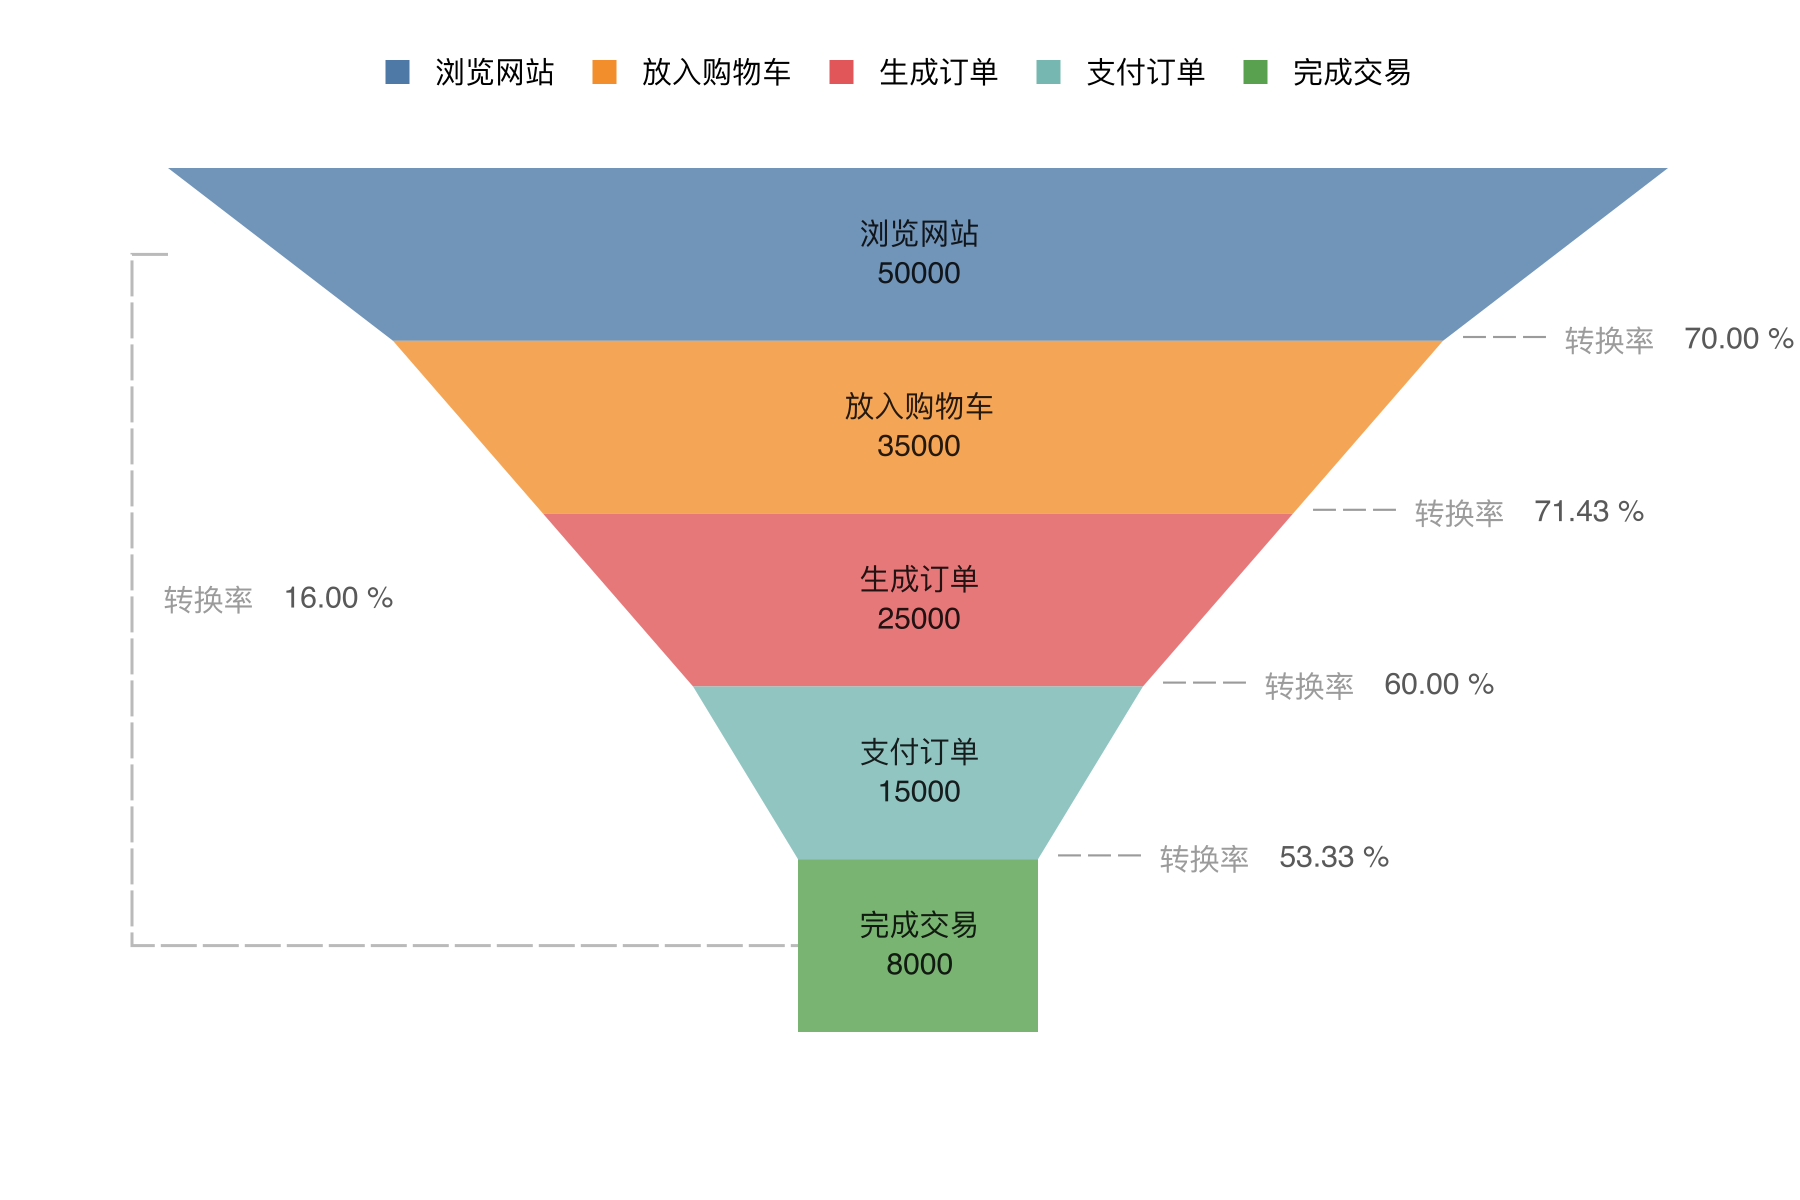 浏览网站 放入购物车 生成订单 支付订单 完成交易
浏览网站
50000
转换率 70.00 %
放入购物车
35000
转换率 71.43 %
生成订单
25000
转换率 16.00 %
转换率 60.00 %
支付订单
15000
转换率 53.33 %
完成交易
8000